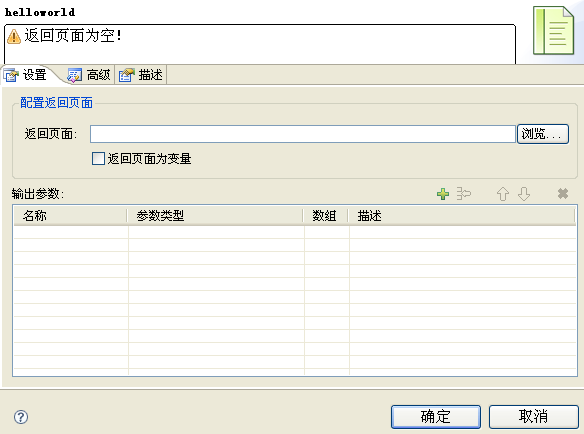 helloworld
返回页面为空!
设置 高级 描述
配置返回页面
返回页面: 浏览...
返回页面为变量
输出参数:
名称 参数类型 数组 描述
确定 取消